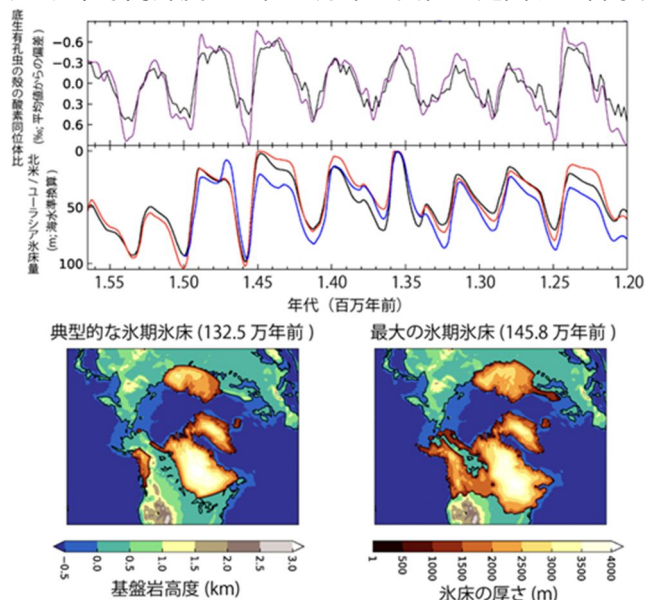 底生有孔虫の殻の酸素同位体比
(‰; 平均値からの偏差)
−0.6
−0.3
0.0
0.3
0.6
北米 / ユーラシア氷床量
(m; 海水準換算)
0
50
100
1.55 1.50 1.45 1.40 1.35 1.30 1.25 1.20
年代（百万年前）
典型的な氷期氷床 (132.5 万年前 )
最大の氷期氷床 (145.8 万年前 )
−0.5 0.0 0.5 1.0 1.5 2.0 2.5 3.0
基盤岩高度 (km)
1 500 1000 1500 2000 2500 3000 3500 4000
氷床の厚さ (m)